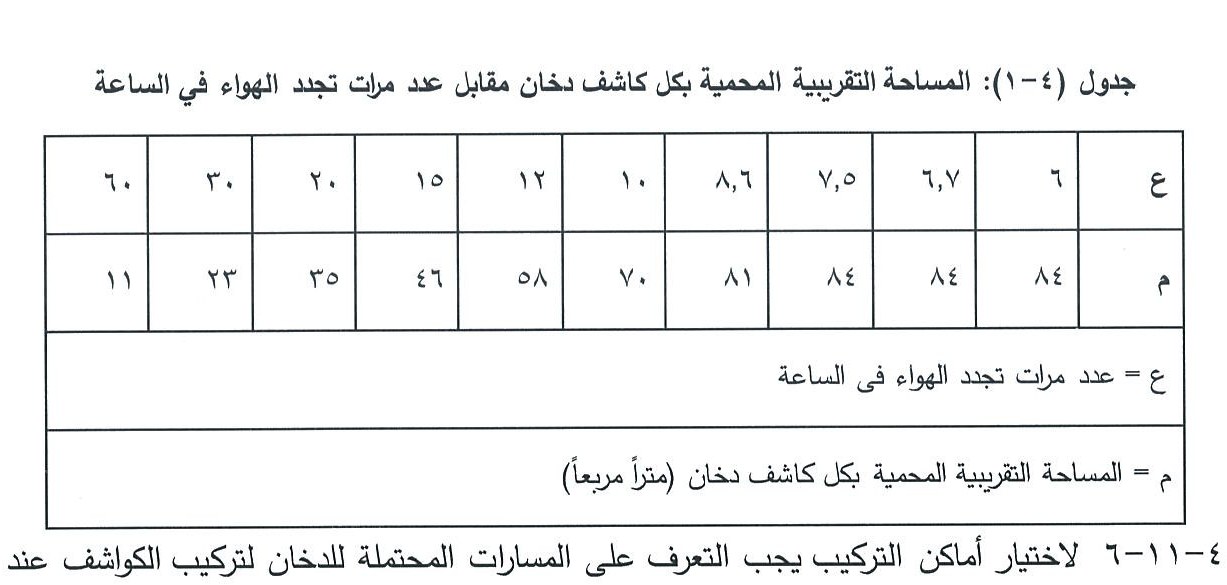 جدول (٤-١): المساحة التقريبية المحمية بكل كاشف دخان مقابل عدد مرات تجدد الهواء في الساعة
ع ٦ ٦,٧ ٧,٥ ٨,٦ ١٠ ١٢ ١٥ ٢٠ ٣٠ ٦٠
م ٨٤ ٨٤ ٨٤ ٨١ ٧٠ ٥٨ ٤٦ ٣٥ ٢٣ ١١
ع = عدد مرات تجدد الهواء فى الساعة
م = المساحة التقريبية المحمية بكل كاشف دخان (متراً مربعاً)
٤-١١-٦ لاختيار أماكن التركيب يجب التعرف على المسارات المحتملة للدخان لتركيب الكواشف عند